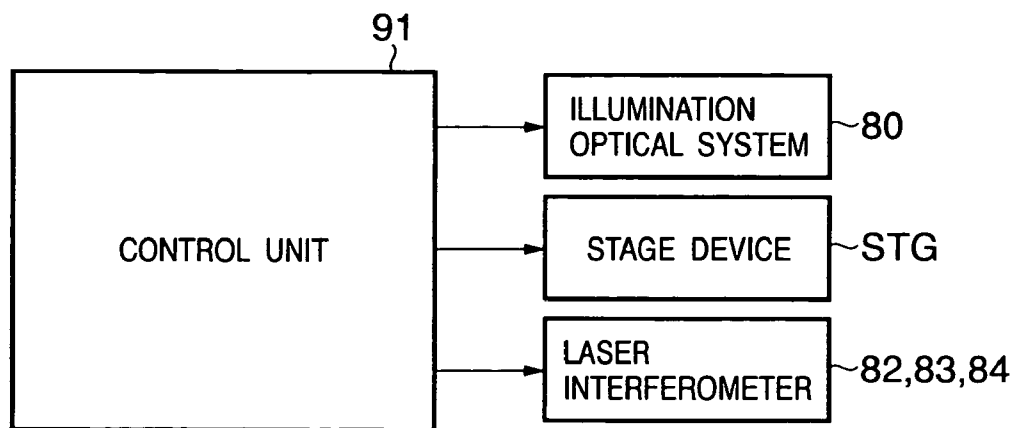 91
CONTROL UNIT
ILLUMINATION
OPTICAL SYSTEM
80
STAGE DEVICE
STG
LASER
INTERFEROMETER
82,83,84